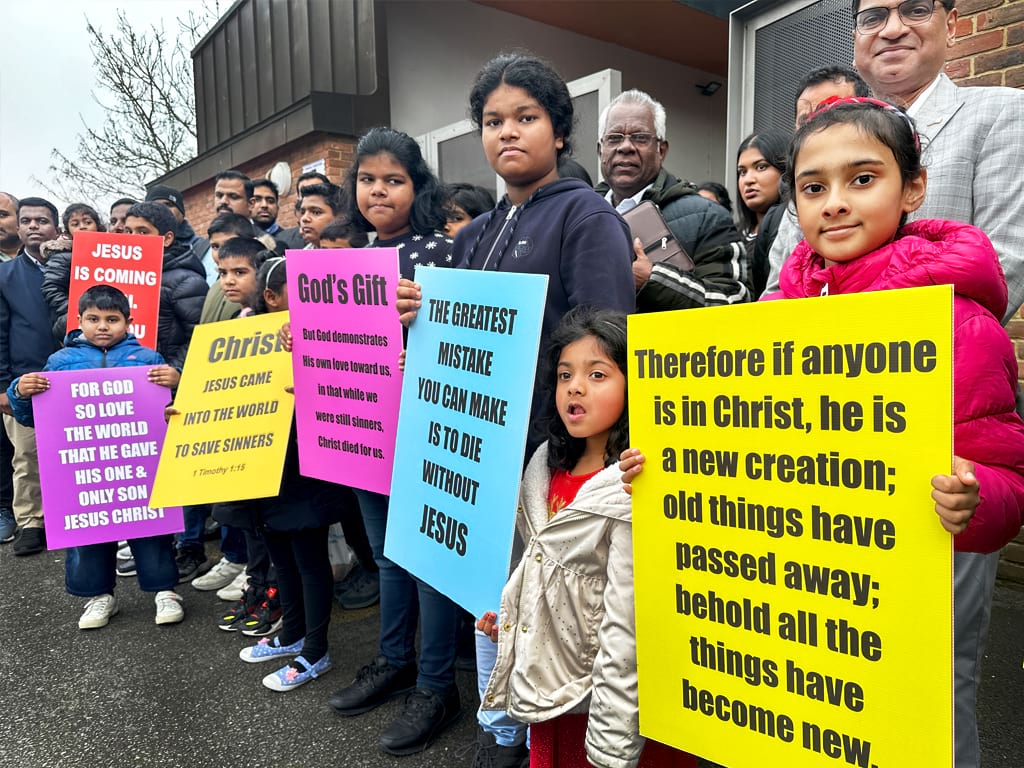 JESUS
IS COMING
YOU
FOR GOD
SO LOVE
THE WORLD
THAT HE GAVE
HIS ONE &
ONLY SON
JESUS CHRIST
Christ
JESUS CAME
INTO THE WORLD
TO SAVE SINNERS
1 Timothy 1:15
God's Gift
But God demonstrates
His own love toward us,
in that while we
were still sinners,
Christ died for us.
THE GREATEST
MISTAKE
YOU CAN MAKE
IS TO DIE
WITHOUT
JESUS
Therefore if anyone
is in Christ, he is
a new creation;
old things have
passed away;
behold all the
things have
become new.